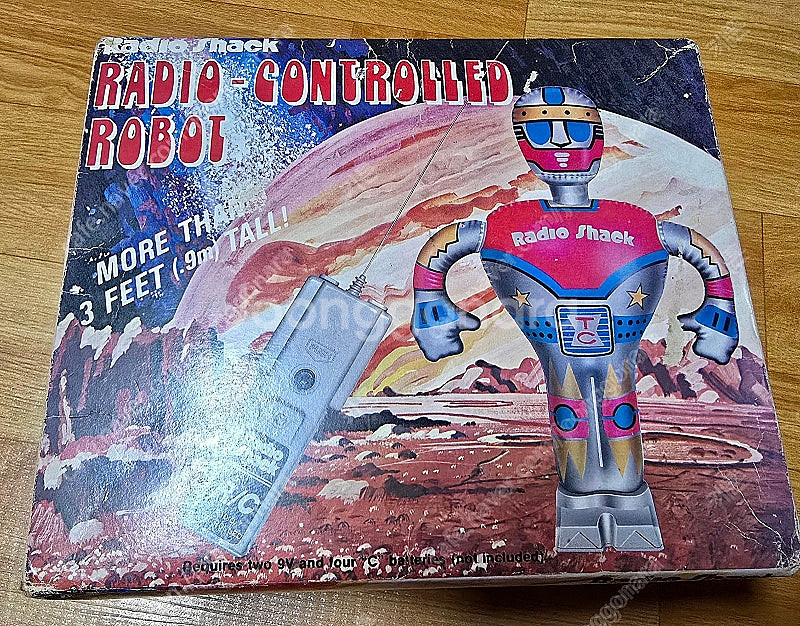 Radio Shack
RADIO-CONTROLLED
ROBOT
MORE THAN
3 FEET (.9m) TALL!
Radio Shack
TC
R/C
Requires two 9V and four "C" batteries (not included).
joonggonara